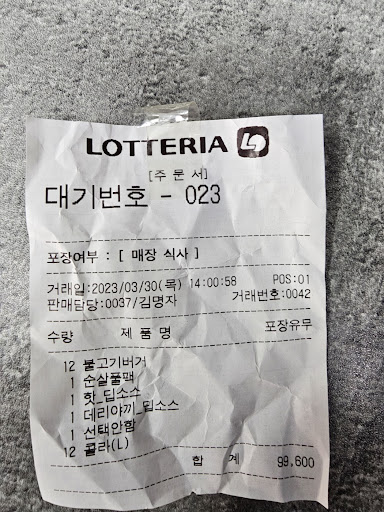 LOTTERIA
[주 문 서]
대기번호 - 023
포장여부 : [ 매장 식사 ]
거래일:2023/03/30(목) 14:00:58 POS:01
판매담당:0037/김명자 거래번호:0042
수량 제 품 명 포장유무
12 불고기버거
1 순살풀팩
1 핫_딥소스
1 데리야끼_딥소스
1 선택안함
12 콜라(L)
합 계 99,600